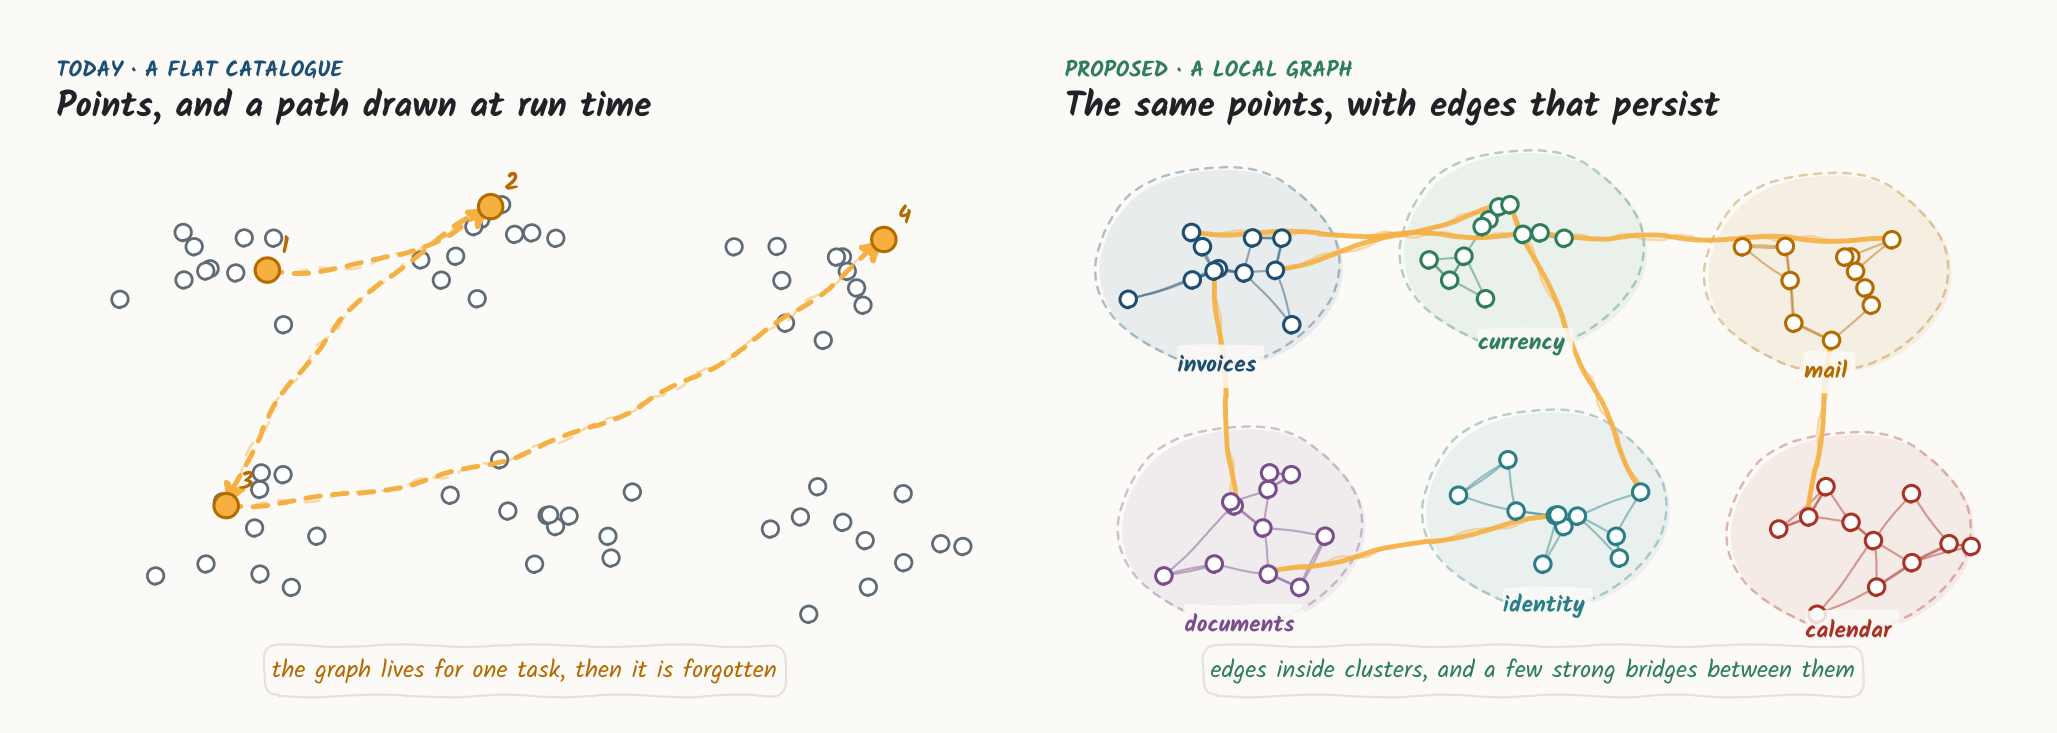 TODAY · A FLAT CATALOGUE
Points, and a path drawn at run time
1
2
3
4
the graph lives for one task, then it is forgotten
PROPOSED · A LOCAL GRAPH
The same points, with edges that persist
invoices
currency
mail
documents
identity
calendar
edges inside clusters, and a few strong bridges between them